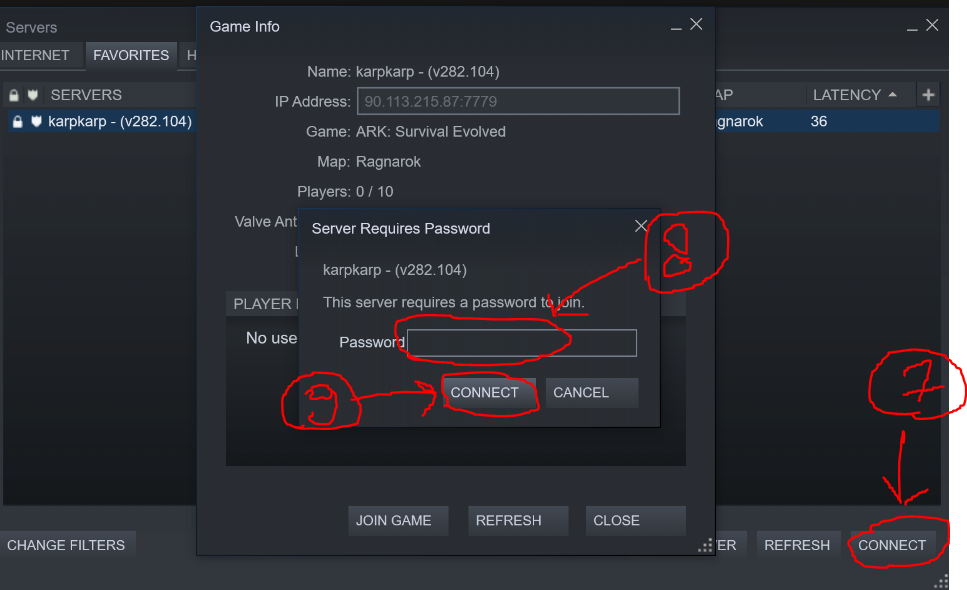 Servers
Game Info
INTERNET FAVORITES H
Name: karpkarp - (v282.104)
SERVERS
IP Address: 90.113.215.87:7779
AP LATENCY
karpkarp - (v282.104)
gnarok 36
Game: ARK: Survival Evolved
Map: Ragnarok
Players: 0 / 10
Valve Ant
Server Requires Password
8
L
karpkarp - (v282.104)
PLAYER
This server requires a password to join.
No use
Password
7
9
CONNECT CANCEL
JOIN GAME REFRESH CLOSE
CHANGE FILTERS
ER REFRESH CONNECT